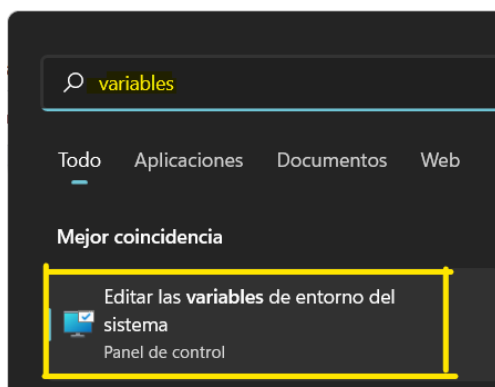 variables
Todo Aplicaciones Documentos Web
Mejor coincidencia
Editar las variables de entorno del
sistema
Panel de control